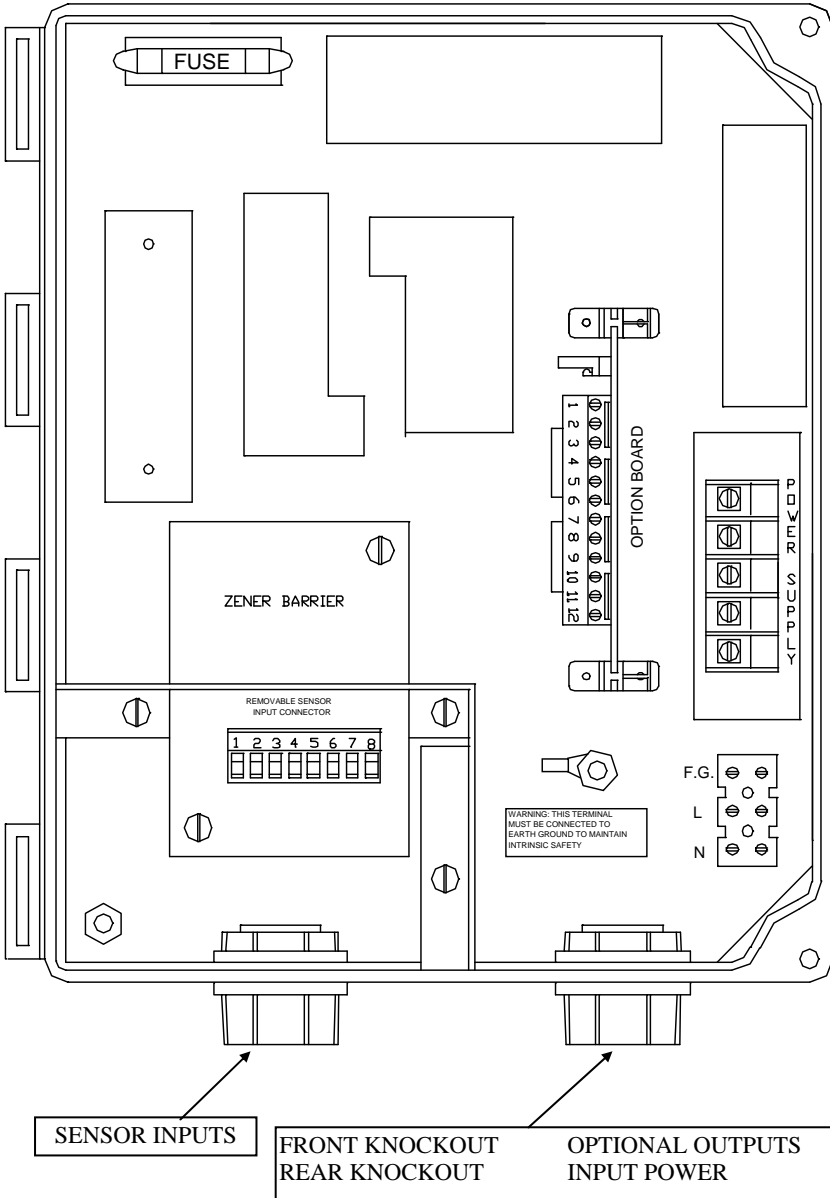 FUSE
1
2
3
4
5
6
7
8
9
10
11
12
OPTION BOARD
POWER SUPPLY
ZENER BARRIER
REMOVABLE SENSOR
INPUT CONNECTOR
1 2 3 4 5 6 7 8
WARNING: THIS TERMINAL
MUST BE CONNECTED TO
EARTH GROUND TO MAINTAIN
INTRINSIC SAFETY
F.G.
L
N
SENSOR INPUTS
FRONT KNOCKOUT OPTIONAL OUTPUTS
REAR KNOCKOUT INPUT POWER